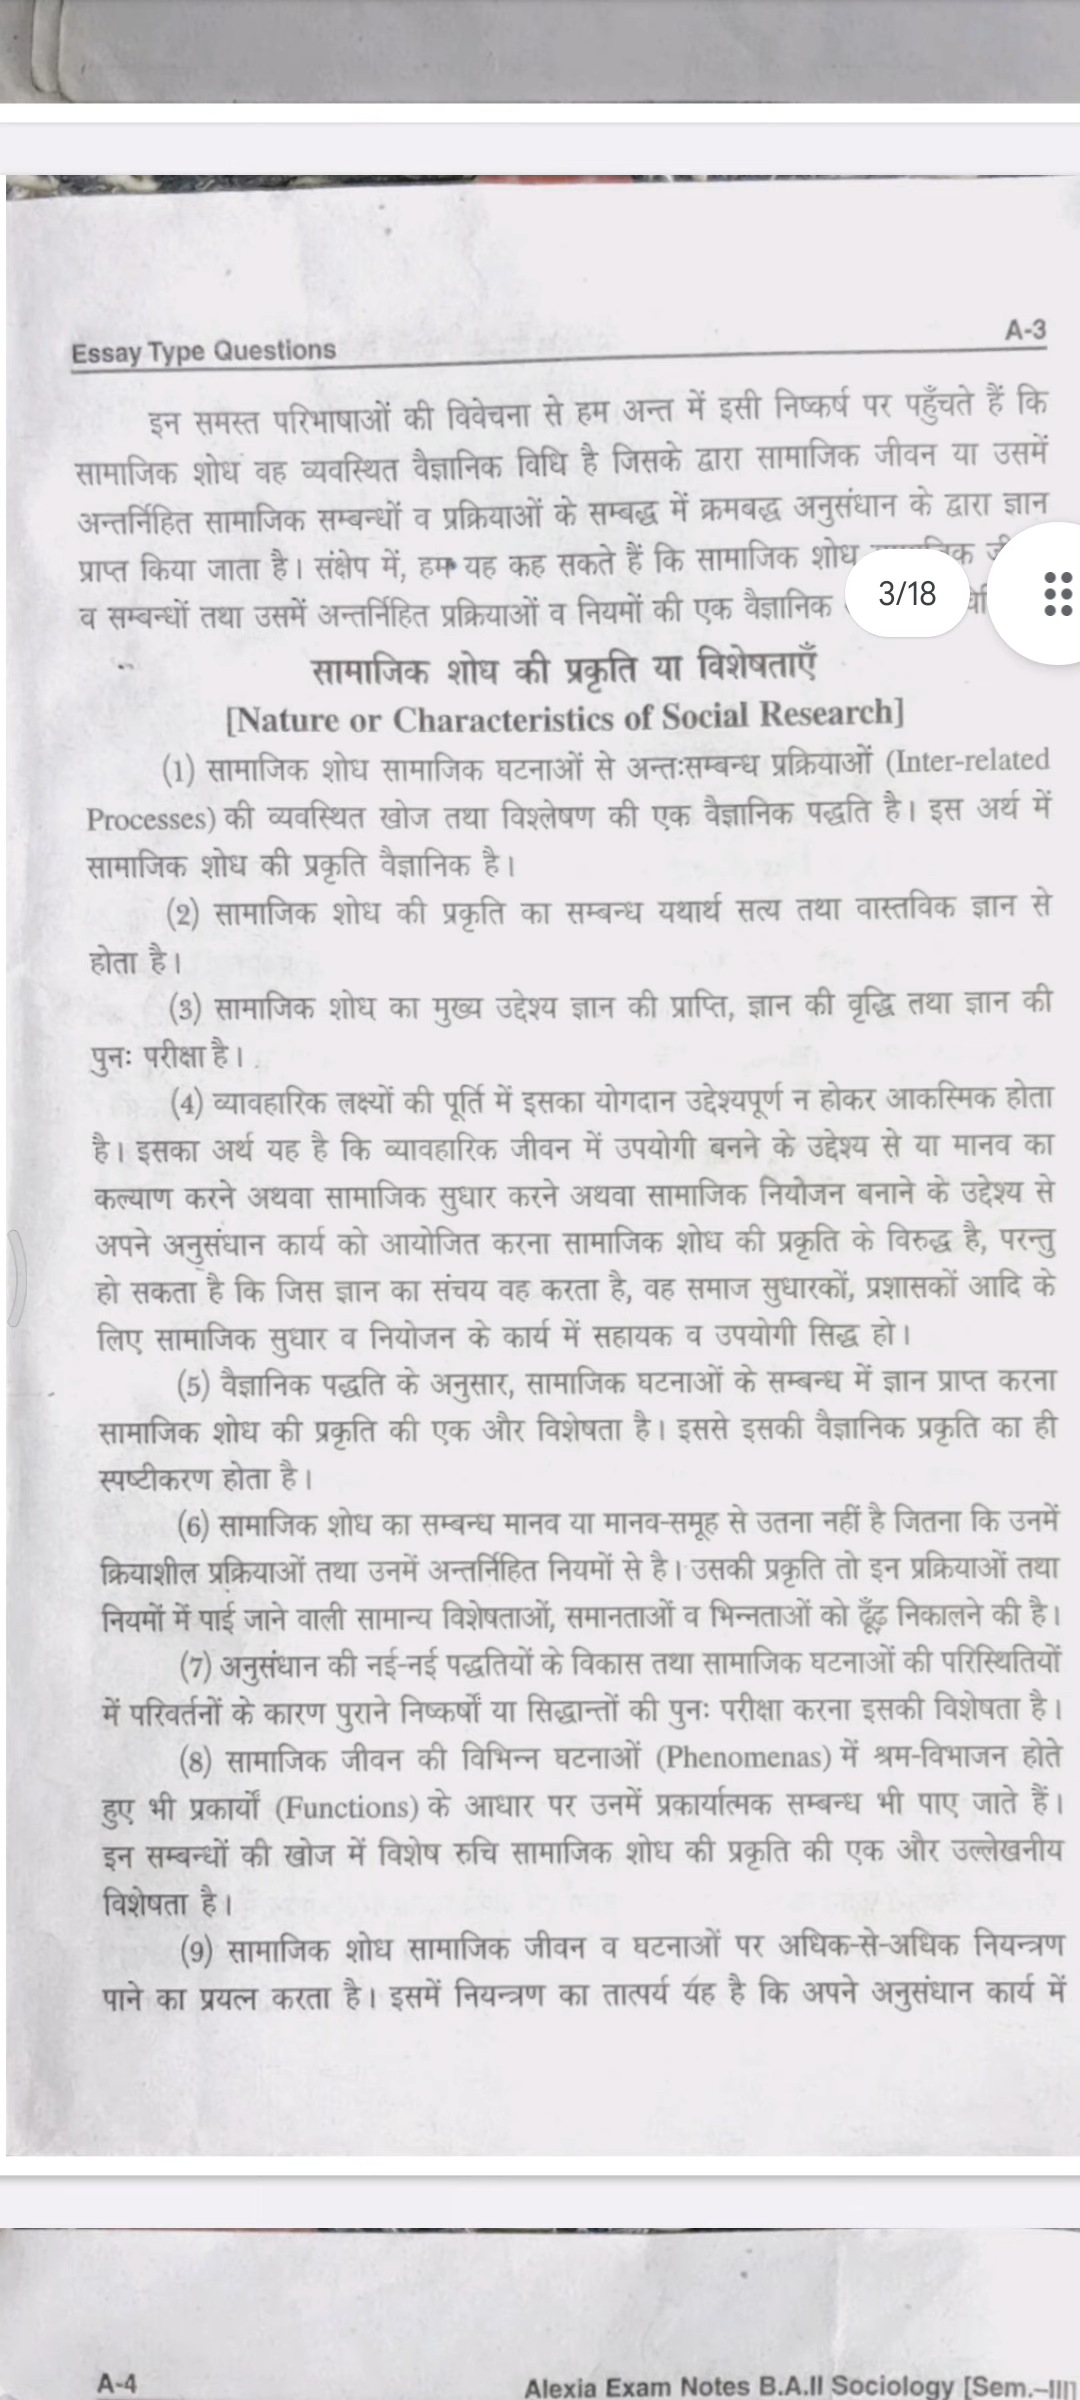 A-3
Essay Type Questions
इन समस्त परिभाषाओं की विवेचना से हम अन्त में इसी निष्कर्ष पर पहुँचते हैं कि
सामाजिक शोध वह व्यवस्थित वैज्ञानिक विधि है जिसके द्वारा सामाजिक जीवन या उसमें
अन्तर्निहित सामाजिक सम्बन्धों व प्रक्रियाओं के सम्बद्ध में क्रमबद्ध अनुसंधान के द्वारा ज्ञान
प्राप्त किया जाता है। संक्षेप में, हम यह कह सकते हैं कि सामाजिक शोध
3/18
व सम्बन्धों तथा उसमें अन्तर्निहित प्रक्रियाओं व नियमों की एक वैज्ञानिक
सामाजिक शोध की प्रकृति या विशेषताएँ
[Nature or Characteristics of Social Research]
(1) सामाजिक शोध सामाजिक घटनाओं से अन्तःसम्बन्ध प्रक्रियाओं (Inter-related
Processes) की व्यवस्थित खोज तथा विश्लेषण की एक वैज्ञानिक पद्धति है। इस अर्थ में
सामाजिक शोध की प्रकृति वैज्ञानिक है।
(2) सामाजिक शोध की प्रकृति का सम्बन्ध यथार्थ सत्य तथा वास्तविक ज्ञान से
होता है।
(3) सामाजिक शोध का मुख्य उद्देश्य ज्ञान की प्राप्ति, ज्ञान की वृद्धि तथा ज्ञान की
पुनः परीक्षा है।
(4) व्यावहारिक लक्ष्यों की पूर्ति में इसका योगदान उद्देश्यपूर्ण न होकर आकस्मिक होता
है। इसका अर्थ यह है कि व्यावहारिक जीवन में उपयोगी बनने के उद्देश्य से या मानव का
कल्याण करने अथवा सामाजिक सुधार करने अथवा सामाजिक नियोजन बनाने के उद्देश्य से
अपने अनुसंधान कार्य को आयोजित करना सामाजिक शोध की प्रकृति के विरुद्ध है, परन्तु
हो सकता है कि जिस ज्ञान का संचय वह करता है, वह समाज सुधारकों, प्रशासकों आदि के
लिए सामाजिक सुधार व नियोजन के कार्य में सहायक व उपयोगी सिद्ध हो।
(5) वैज्ञानिक पद्धति के अनुसार, सामाजिक घटनाओं के सम्बन्ध में ज्ञान प्राप्त करना
सामाजिक शोध की प्रकृति की एक और विशेषता है। इससे इसकी वैज्ञानिक प्रकृति का ही
स्पष्टीकरण होता है।
(6) सामाजिक शोध का सम्बन्ध मानव या मानव-समूह से उतना नहीं है जितना कि उनमें
क्रियाशील प्रक्रियाओं तथा उनमें अन्तर्निहित नियमों से है। उसकी प्रकृति तो इन प्रक्रियाओं तथा
नियमों में पाई जाने वाली सामान्य विशेषताओं, समानताओं व भिन्नताओं को ढूँढ़ निकालने की है।
(7) अनुसंधान की नई-नई पद्धतियों के विकास तथा सामाजिक घटनाओं की परिस्थितियों
में परिवर्तनों के कारण पुराने निष्कर्षों या सिद्धान्तों की पुनः परीक्षा करना इसकी विशेषता है।
(8) सामाजिक जीवन की विभिन्न घटनाओं (Phenomenas) में श्रम-विभाजन होते
हुए भी प्रकार्यों (Functions) के आधार पर उनमें प्रकार्यात्मक सम्बन्ध भी पाए जाते हैं।
इन सम्बन्धों की खोज में विशेष रुचि सामाजिक शोध की प्रकृति की एक और उल्लेखनीय
विशेषता है।
(9) सामाजिक शोध सामाजिक जीवन व घटनाओं पर अधिक-से-अधिक नियन्त्रण
पाने का प्रयत्न करता है। इसमें नियन्त्रण का तात्पर्य यह है कि अपने अनुसंधान कार्य में
A-4
Alexia Exam Notes B.A.II Sociology [Sem.-III]